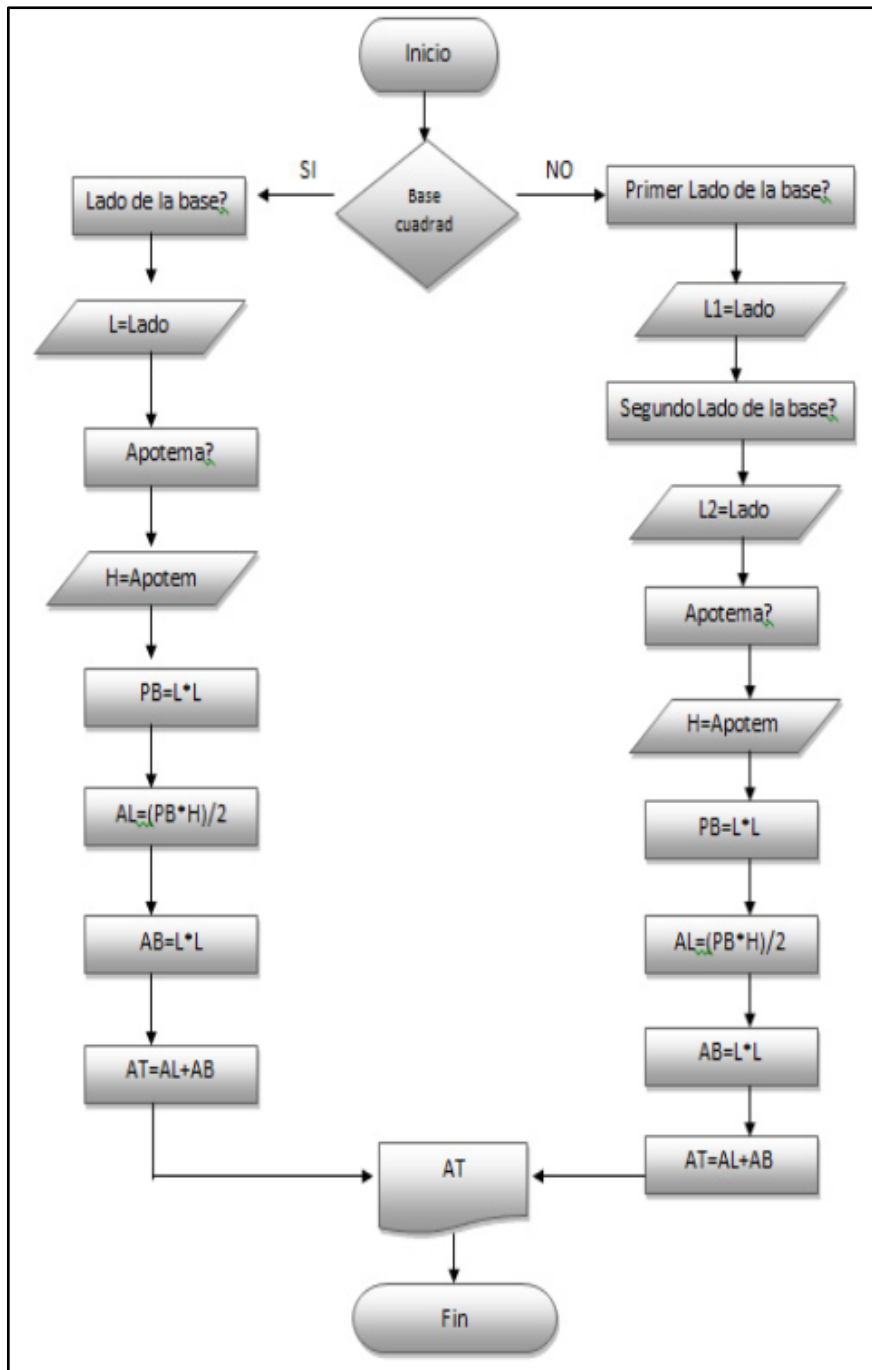 Inicio
SI
NO
Base
cuadrad
Lado de la base?
L=Lado
Apotema?
H=Apotem
PB=L*L
AL=(PB*H)/2
AB=L*L
AT=AL+AB
Primer Lado de la base?
L1=Lado
Segundo Lado de la base?
L2=Lado
Apotema?
H=Apotem
PB=L*L
AL=(PB*H)/2
AB=L*L
AT=AL+AB
AT
Fin